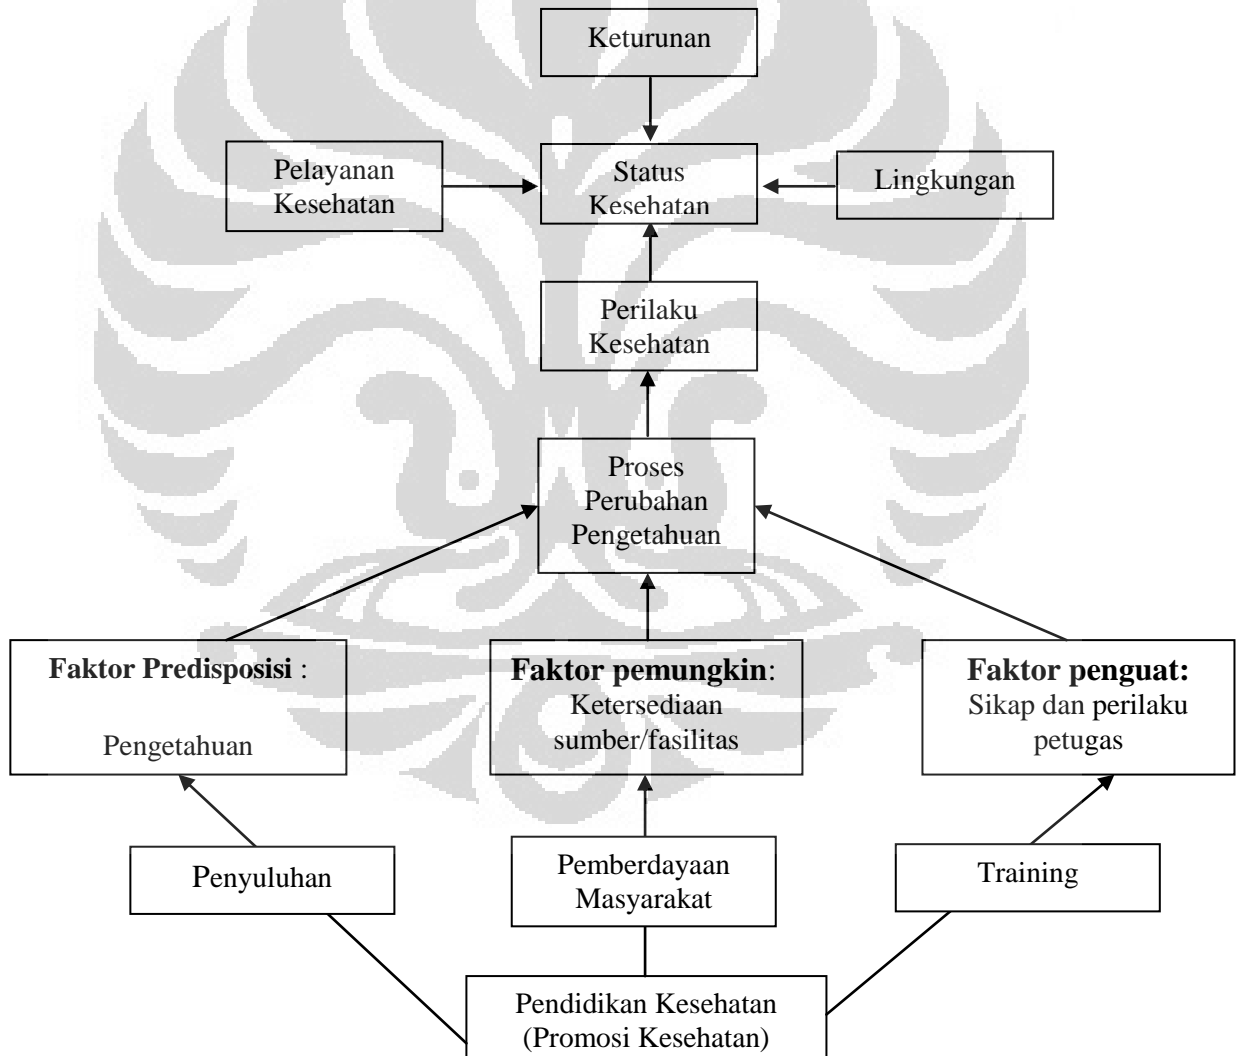 Keturunan
Pelayanan
Kesehatan
Status
Kesehatan
Lingkungan
Perilaku
Kesehatan
Proses
Perubahan
Pengetahuan
Faktor Predisposisi :
Pengetahuan
Faktor pemungkin:
Ketersediaan
sumber/fasilitas
Faktor penguat:
Sikap dan perilaku
petugas
Penyuluhan
Pemberdayaan
Masyarakat
Training
Pendidikan Kesehatan
(Promosi Kesehatan)